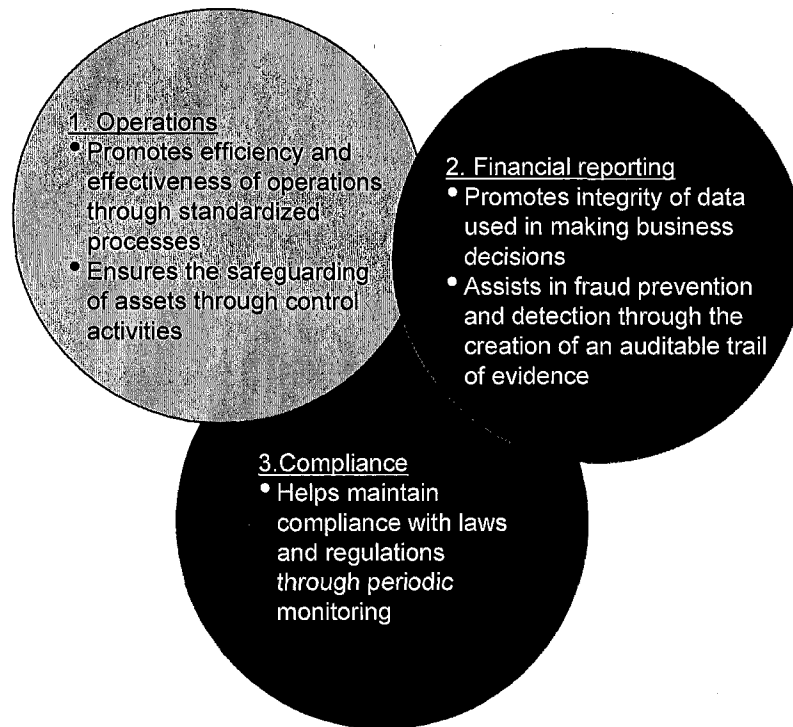 1. Operations
• Promotes efficiency and
effectiveness of operations
through standardized
processes
• Ensures the safeguarding
of assets through control
activities
2. Financial reporting
• Promotes integrity of data
used in making business
decisions
• Assists in fraud prevention
and detection through the
creation of an auditable trail
of evidence
3.Compliance
• Helps maintain
compliance with laws
and regulations
through periodic
monitoring